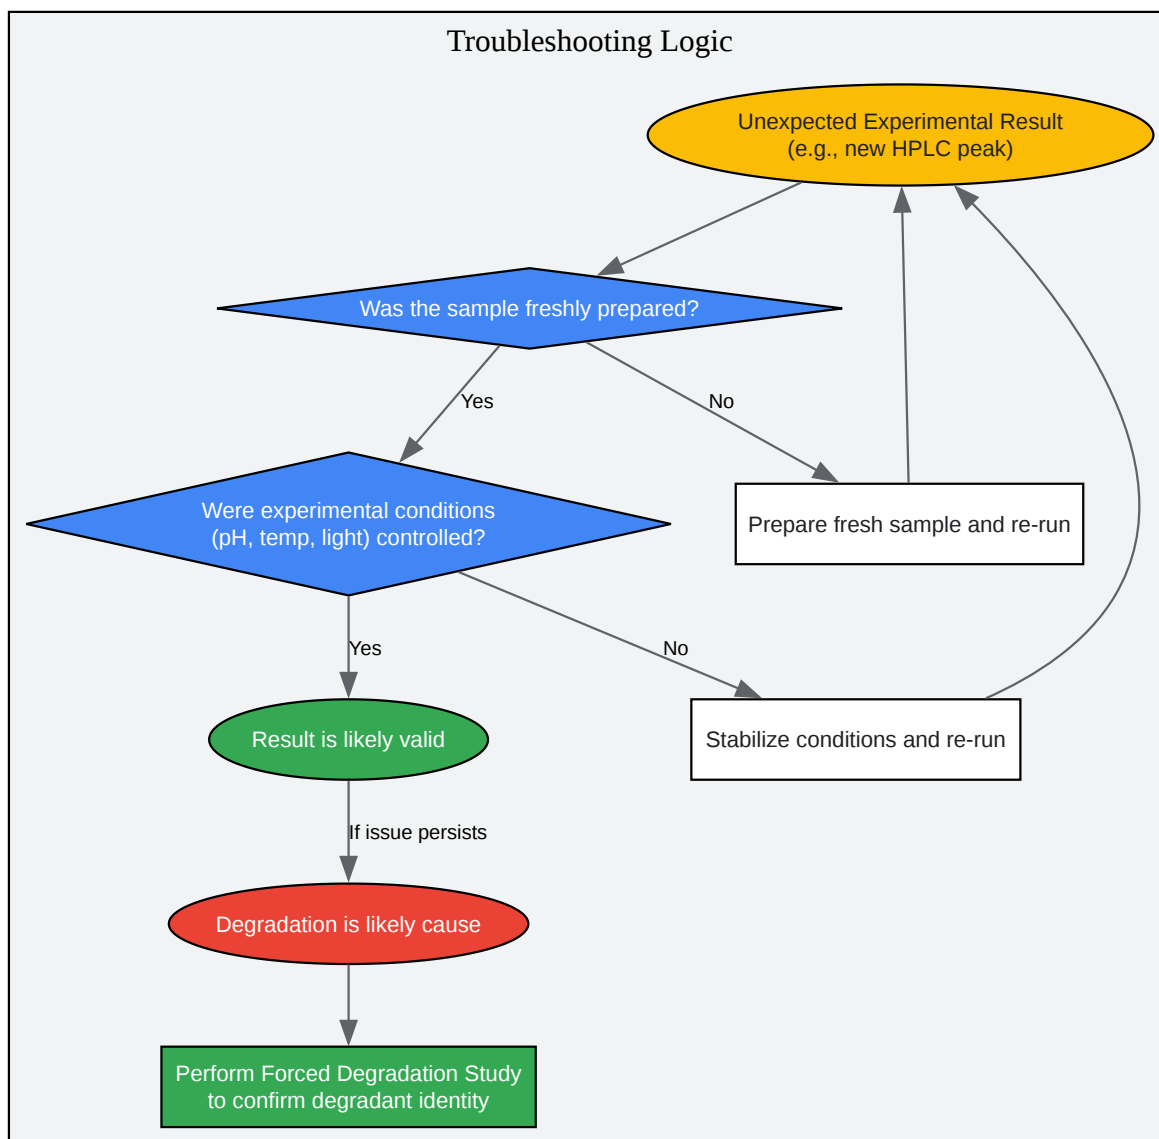 Troubleshooting Logic
Unexpected Experimental Result
(e.g., new HPLC peak)
Was the sample freshly prepared?
Yes
No
Were experimental conditions
(pH, temp, light) controlled?
Prepare fresh sample and re-run
Yes
No
Result is likely valid
Stabilize conditions and re-run
If issue persists
Degradation is likely cause
Perform Forced Degradation Study
to confirm degradant identity